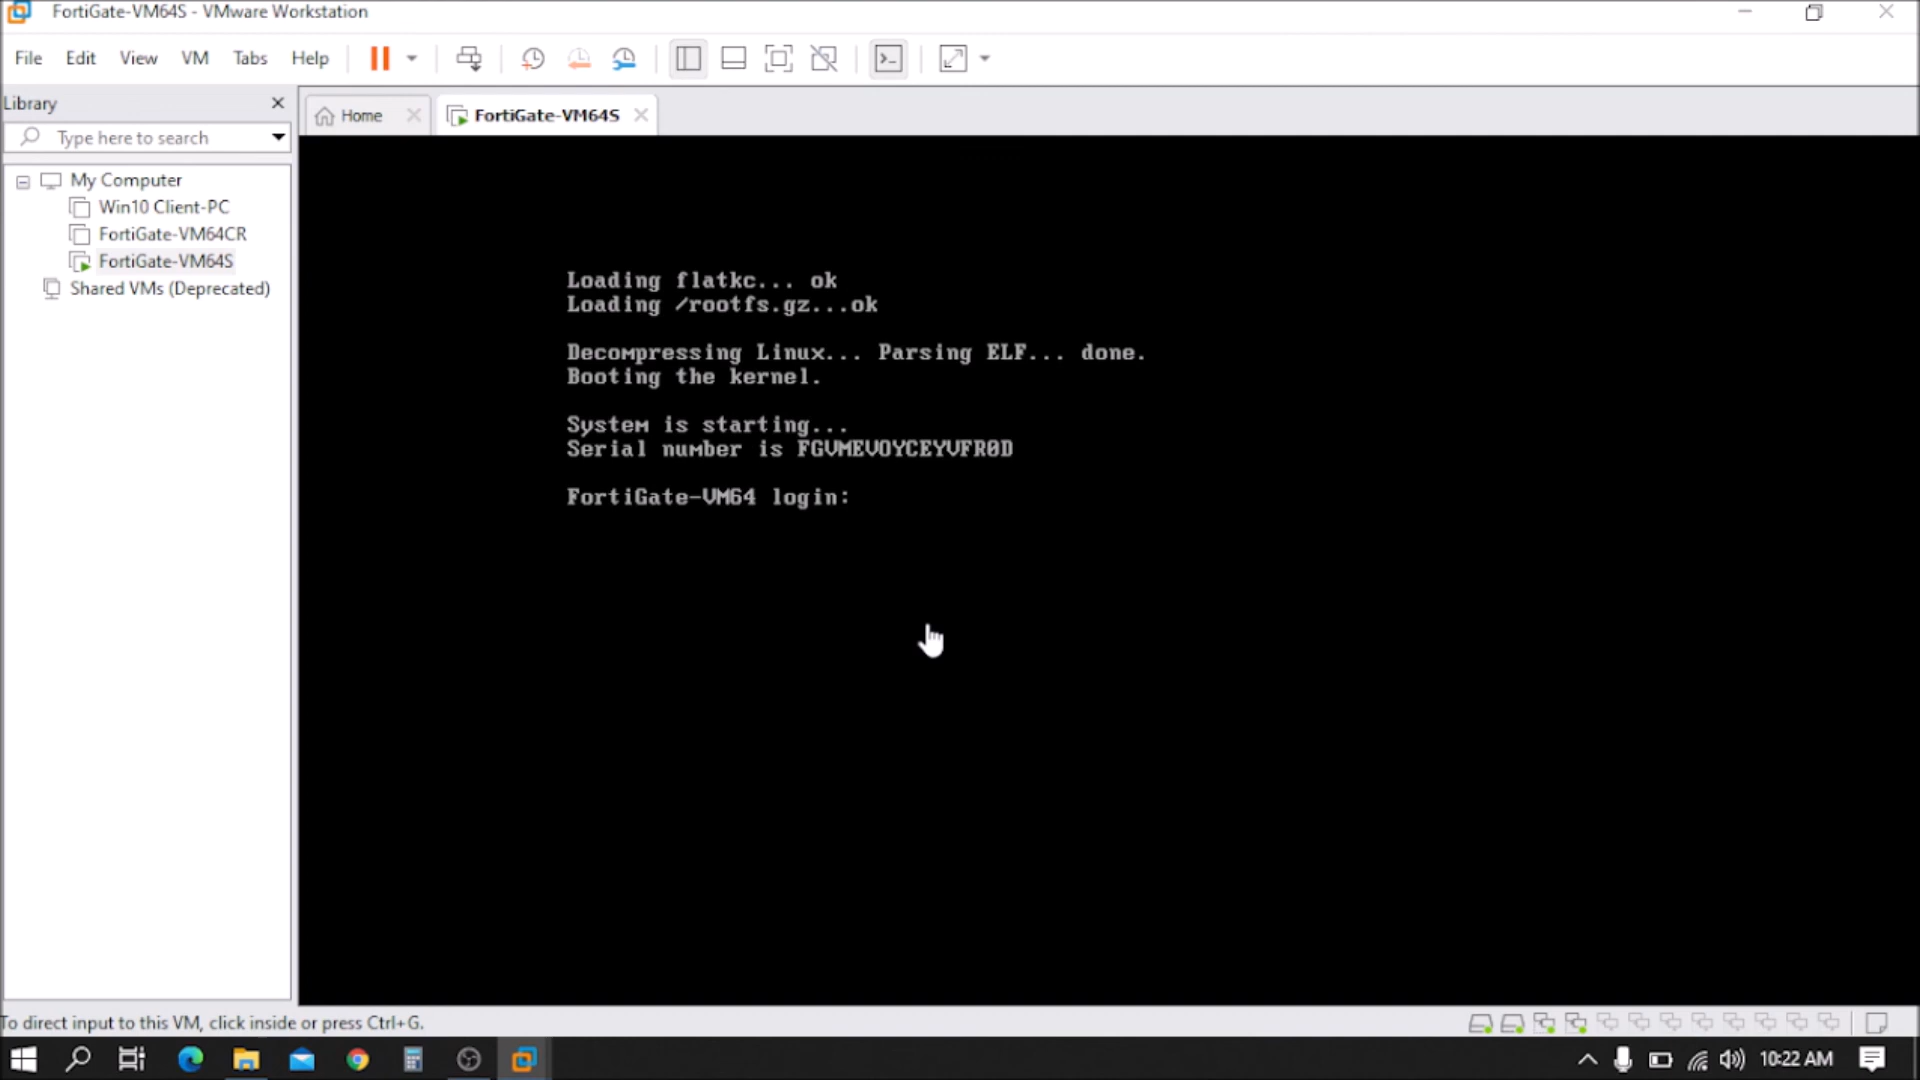 FortiGate-VM64S - VMware Workstation
File Edit View VM Tabs Help
Library
Home
FortiGate-VM64S
Type here to search
My Computer
Win10 Client-PC
FortiGate-VM64CR
FortiGate-VM64S
Shared VMs (Deprecated)
Loading flatkc... ok
Loading /rootfs.gz...ok
Decompressing Linux... Parsing ELF... done.
Booting the kernel.
System is starting...
Serial number is FGVMEVOYCEYVFR0D
FortiGate-VM64 login:
To direct input to this VM, click inside or press Ctrl+G.
10:22 AM